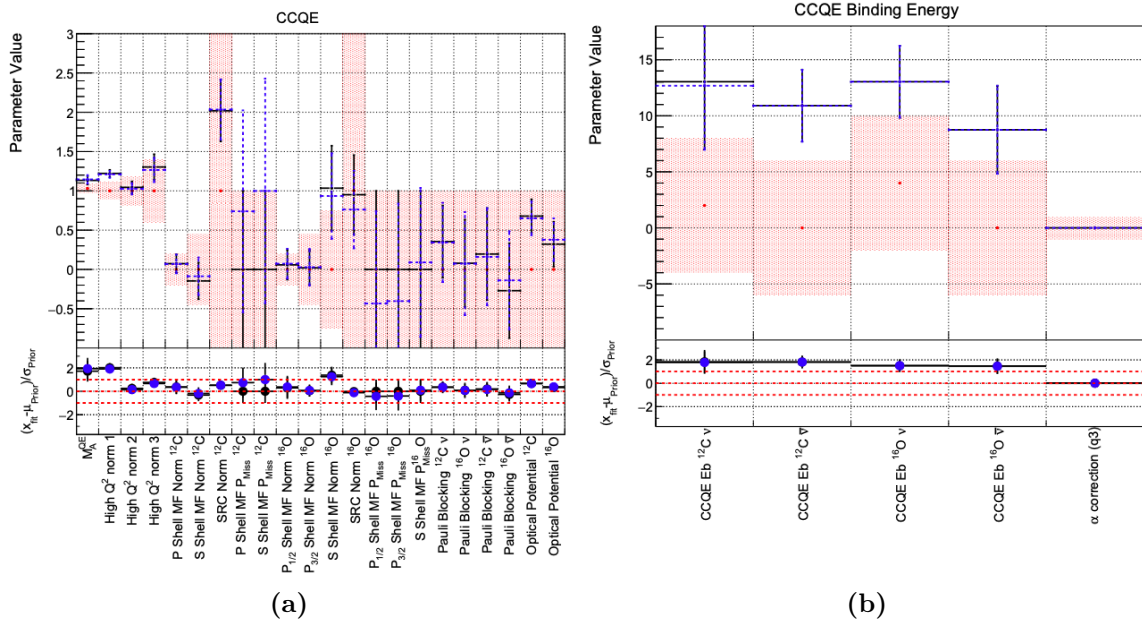 CCQE
Parameter Value
3
2.5
2
1.5
1
0.5
0
−0.5
(x_fit-μ_Prior)/σ_Prior
2
0
−2
M_A^QE
High Q² norm 1
High Q² norm 2
High Q² norm 3
P Shell MF Norm ¹²C
S Shell MF Norm ¹²C
SRC Norm ¹²C
P Shell MF P_Miss ¹²C
S Shell MF P_Miss ¹²C
P_1/2 Shell MF Norm ¹⁶O
P_3/2 Shell MF Norm ¹⁶O
S Shell MF Norm ¹⁶O
SRC Norm ¹⁶O
P_1/2 Shell MF P_Miss ¹⁶O
P_3/2 Shell MF P_Miss ¹⁶O
S Shell MF P_Miss ¹⁶O
Pauli Blocking ¹²C ν
Pauli Blocking ¹⁶O ν
Pauli Blocking ¹²C ν̄
Pauli Blocking ¹⁶O ν̄
Optical Potential ¹²C
Optical Potential ¹⁶O
(a)
CCQE Binding Energy
Parameter Value
15
10
5
0
−5
(x_fit-μ_Prior)/σ_Prior
2
0
−2
CCQE Eb ¹²C ν
CCQE Eb ¹²C ν̄
CCQE Eb ¹⁶O ν
CCQE Eb ¹⁶O ν̄
α correction (q3)
(b)